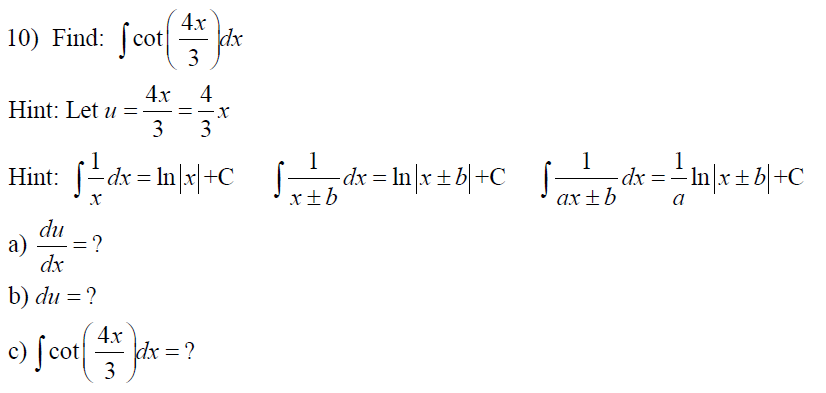 10) Find: ∫cot(4x/3)dx
Hint: Let u = 4x/3 = 4/3 x
Hint: ∫1/x dx = ln|x|+C ∫1/(x±b) dx = ln|x±b|+C ∫1/(ax±b) dx = 1/a ln|x±b|+C
a) du/dx = ?
b) du = ?
c) ∫cot(4x/3)dx = ?